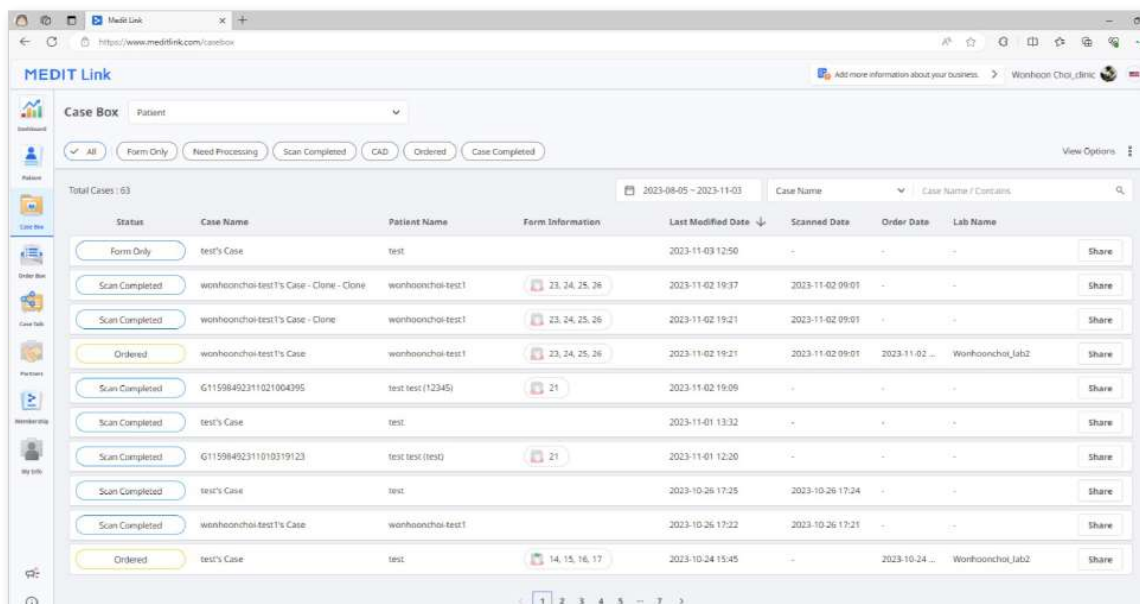 Medit Link
https://www.meditlink.com/casebox
MEDIT Link
Add more information about your business.
Wonhoon Choi_clinic
Dashboard
Patient
Case Box
Order Box
Case Talk
Partners
Membership
My Info
Case Box
Patient
All
Form Only
Need Processing
Scan Completed
CAD
Ordered
Case Completed
View Options
Total Cases : 63
2023-08-05 ~ 2023-11-03
Case Name
Case Name / Contains
Status Case Name Patient Name Form Information Last Modified Date Scanned Date Order Date Lab Name
Form Only test's Case test 2023-11-03 12:50 - - - Share
Scan Completed wonhoonchoi-test1's Case - Clone - Clone wonhoonchoi-test1 23, 24, 25, 26 2023-11-02 19:37 2023-11-02 09:01 - - Share
Scan Completed wonhoonchoi-test1's Case - Clone wonhoonchoi-test1 23, 24, 25, 26 2023-11-02 19:21 2023-11-02 09:01 - - Share
Ordered wonhoonchoi-test1's Case wonhoonchoi-test1 23, 24, 25, 26 2023-11-02 19:21 2023-11-02 09:01 2023-11-02 ... Wonhoonchoi_lab2 Share
Scan Completed G11598492311021004395 test test (12345) 21 2023-11-02 19:09 - - - Share
Scan Completed test's Case test 2023-11-01 13:32 - - - Share
Scan Completed G11598492311010319123 test test (test) 21 2023-11-01 12:20 - - - Share
Scan Completed test's Case test 2023-10-26 17:25 2023-10-26 17:24 - - Share
Scan Completed wonhoonchoi-test1's Case wonhoonchoi-test1 2023-10-26 17:22 2023-10-26 17:21 - - Share
Ordered test's Case test 14, 15, 16, 17 2023-10-24 15:45 - 2023-10-24 ... Wonhoonchoi_lab2 Share
1 2 3 4 5 ... 7